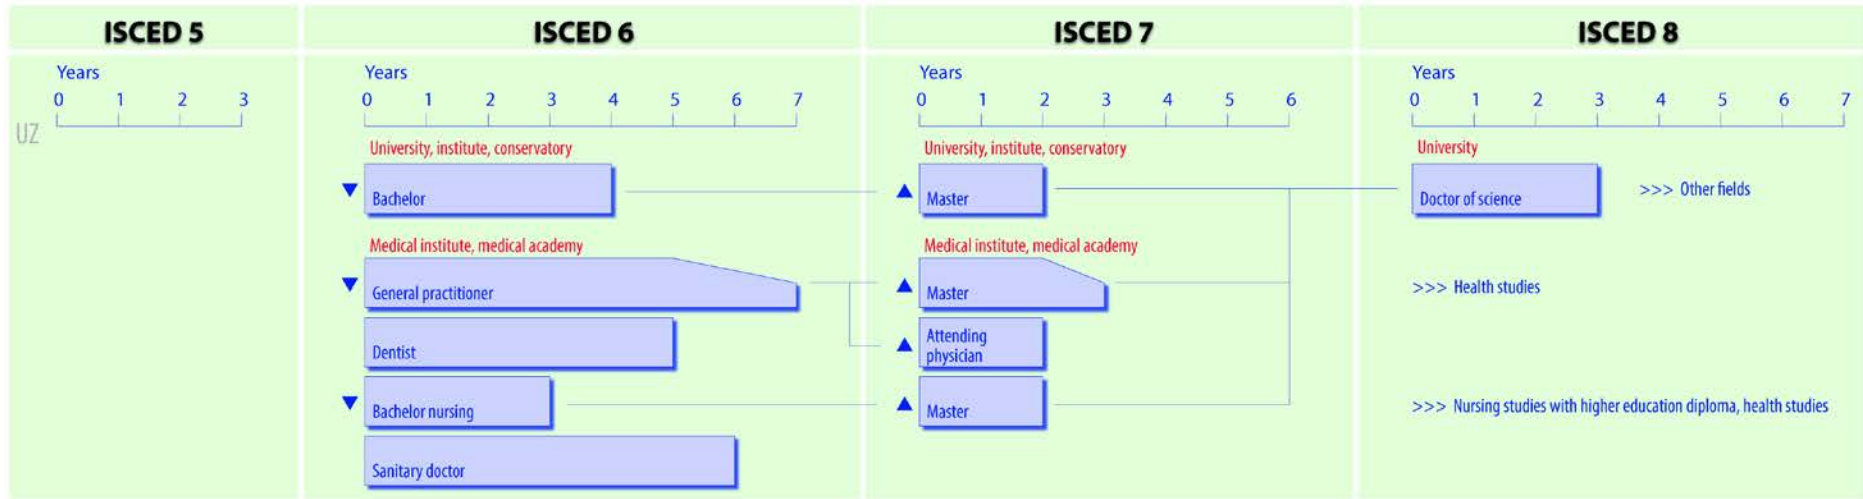 ISCED 5 ISCED 6 ISCED 7 ISCED 8
Years Years Years Years
0 1 2 3 0 1 2 3 4 5 6 7 0 1 2 3 4 5 6 0 1 2 3 4 5 6 7
UZ
University, institute, conservatory University, institute, conservatory University
Bachelor Master Doctor of science >>> Other fields
Medical institute, medical academy Medical institute, medical academy
General practitioner Master >>> Health studies
Dentist Attending
physician
Bachelor nursing Master >>> Nursing studies with higher education diploma, health studies
Sanitary doctor